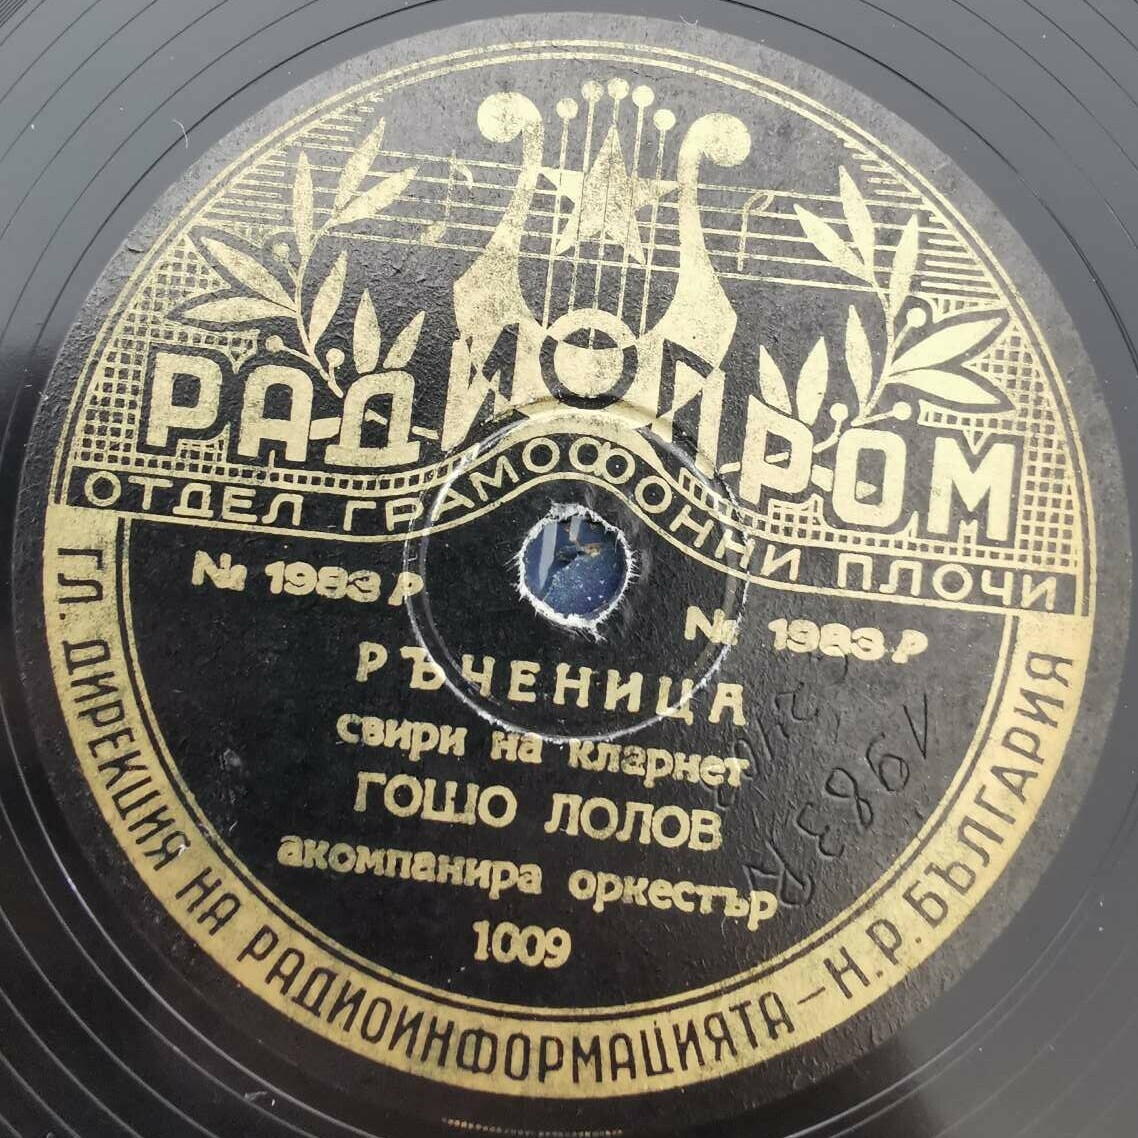 РАДИОПРОМ
ОТДЕЛ ГРАМОФОННИ ПЛОЧИ
№ 1983 Р
№ 1983 Р
РЪЧЕНИЦА
свири на кларнет
ГОШО ЛОЛОВ
акомпанира оркестър
1009
ГЛ. ДИРЕКЦИЯ НА РАДИОИНФОРМАЦИЯТА – Н.Р. БЪЛГАРИЯ
1983 R